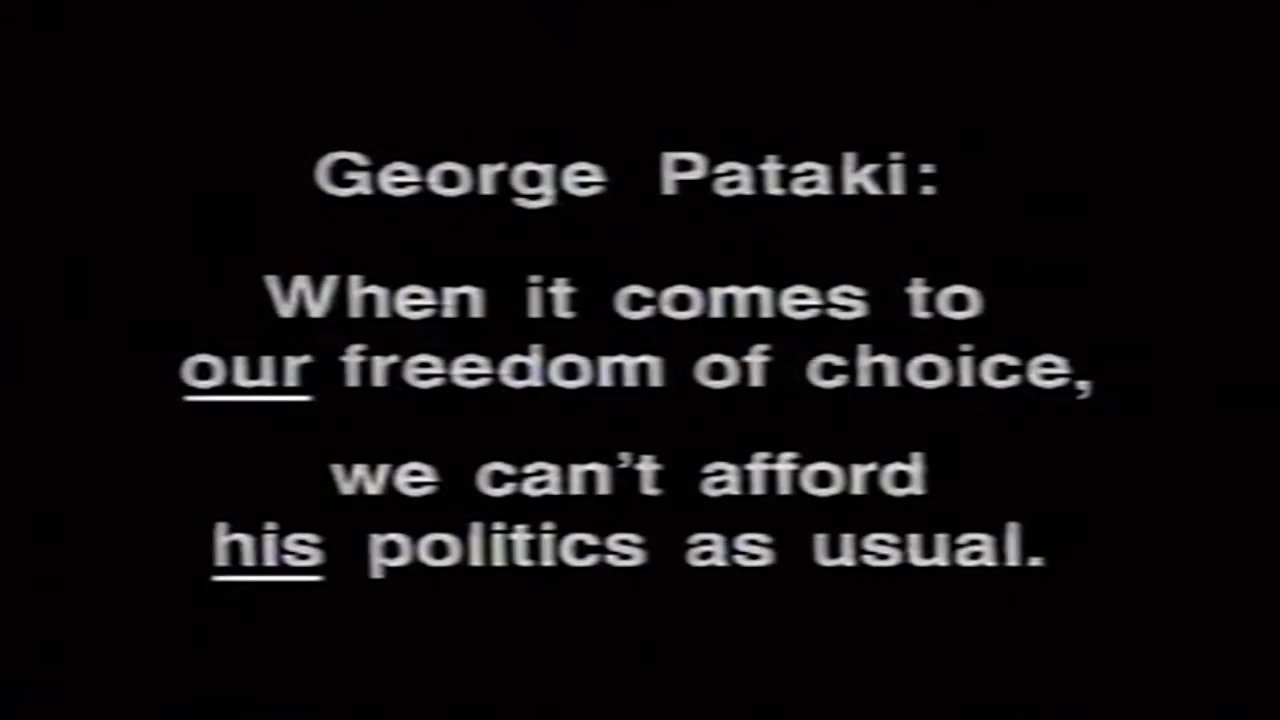 George Pataki:
When it comes to
our freedom of choice,
we can't afford
his politics as usual.